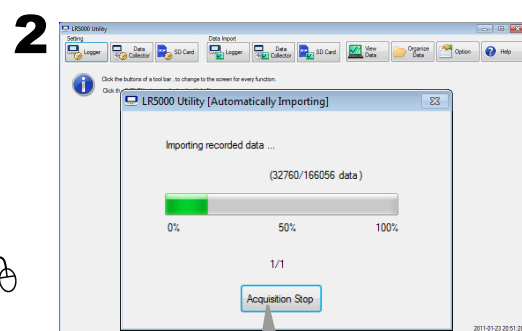 2
LR5000 Utility
Setting Data Import
Logger Data Collector SD Card Logger Data Collector SD Card View Data Organize Data Option Help
Click the buttons of a tool bar , to change to the screen for every function.
Click th
LR5000 Utility [Automatically Importing]
Importing recorded data ...
(32760/166056 data)
0% 50% 100%
1/1
Acquisition Stop
2011-01-23 20:51:2